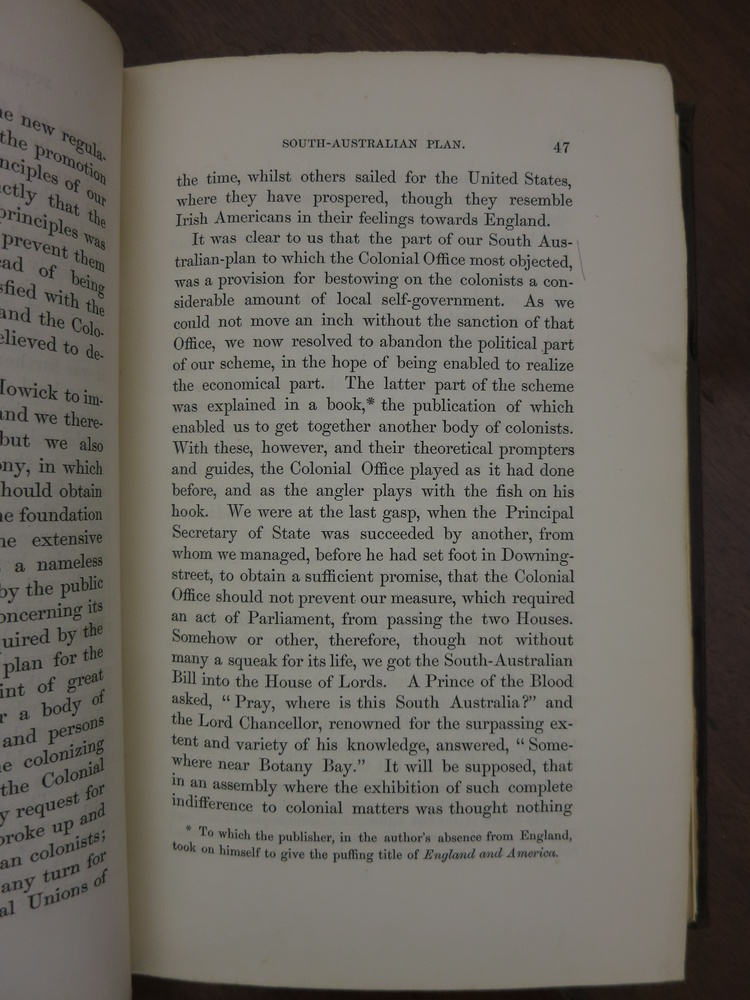 ne new regula-
the promotion
nciples of our
ctly that the
principles was
prevent them
ad of being
sfied with the
and the Colo-
elieved to de-
Howick to im-
and we there-
but we also
ny, in which
hould obtain
e foundation
ne extensive
a nameless
by the public
oncerning its
uired by the
plan for the
int of great
r a body of
and persons
e colonizing
the Colonial
y request for
broke up and
an colonists;
any turn for
al Unions of
SOUTH-AUSTRALIAN PLAN. 47
the time, whilst others sailed for the United States,
where they have prospered, though they resemble
Irish Americans in their feelings towards England.
It was clear to us that the part of our South Aus-
tralian-plan to which the Colonial Office most objected,
was a provision for bestowing on the colonists a con-
siderable amount of local self-government. As we
could not move an inch without the sanction of that
Office, we now resolved to abandon the political part
of our scheme, in the hope of being enabled to realize
the economical part. The latter part of the scheme
was explained in a book,* the publication of which
enabled us to get together another body of colonists.
With these, however, and their theoretical prompters
and guides, the Colonial Office played as it had done
before, and as the angler plays with the fish on his
hook. We were at the last gasp, when the Principal
Secretary of State was succeeded by another, from
whom we managed, before he had set foot in Downing-
street, to obtain a sufficient promise, that the Colonial
Office should not prevent our measure, which required
an act of Parliament, from passing the two Houses.
Somehow or other, therefore, though not without
many a squeak for its life, we got the South-Australian
Bill into the House of Lords. A Prince of the Blood
asked, “ Pray, where is this South Australia?” and
the Lord Chancellor, renowned for the surpassing ex-
tent and variety of his knowledge, answered, “ Some-
where near Botany Bay.” It will be supposed, that
in an assembly where the exhibition of such complete
indifference to colonial matters was thought nothing
* To which the publisher, in the author's absence from England,
took on himself to give the puffing title of England and America.